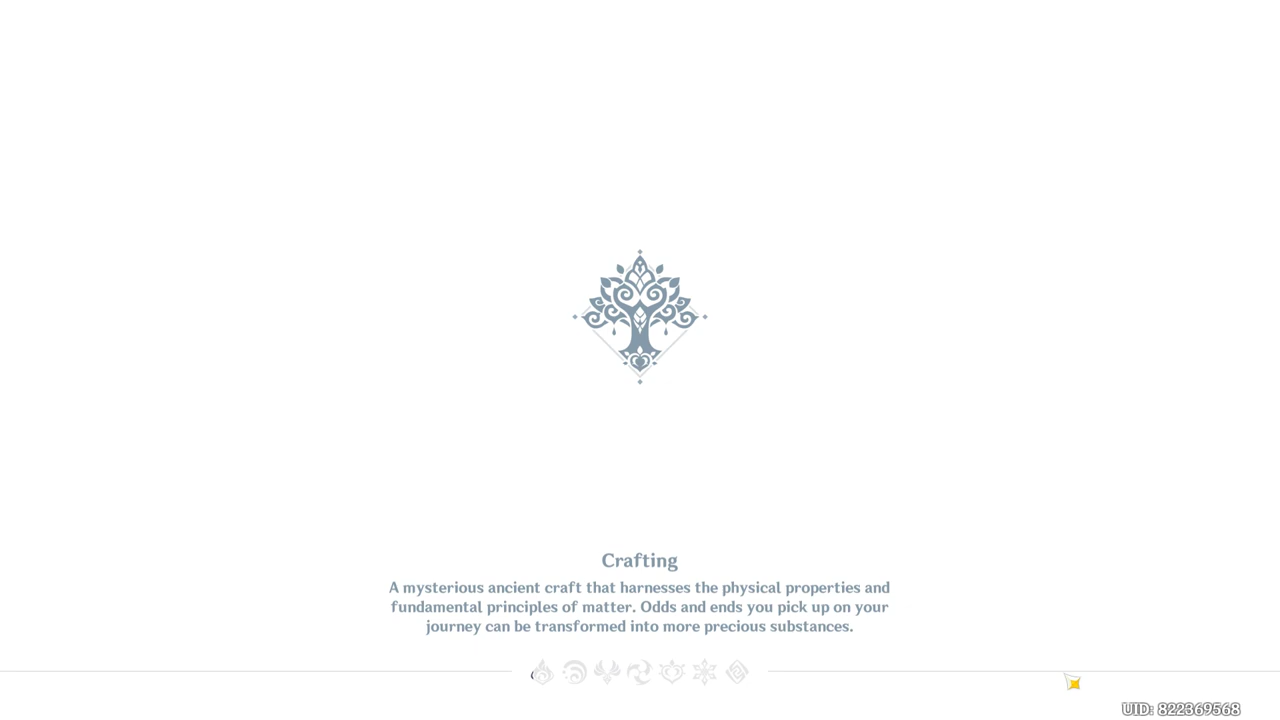 Crafting
A mysterious ancient craft that harnesses the physical properties and
fundamental principles of matter. Odds and ends you pick up on your
journey can be transformed into more precious substances.
UID: 822369568